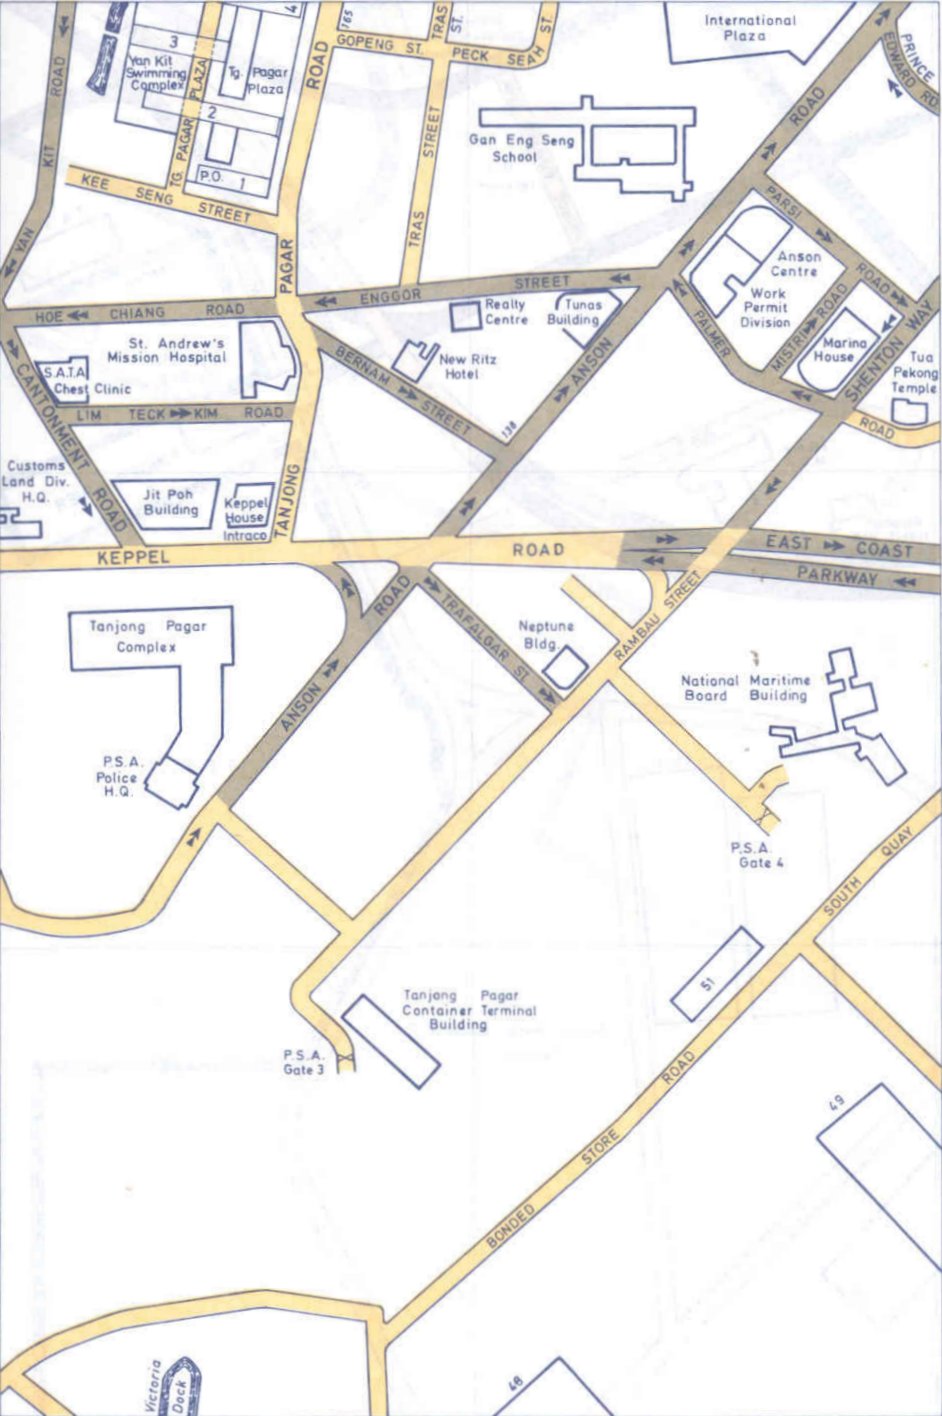 ROAD
KIT
YAN
3
Yan Kit
Swimming
Complex
TG. PAGAR PLAZA
Tg. Pagar
Plaza
4
2
P.O. 1
ROAD
165
GOPENG ST.
TRAS
ST.
PECK SEAH ST.
International
Plaza
PRINCE
EDWARD RD
ROAD
Gan Eng Seng
School
TRAS STREET
KEE SENG STREET
PAGAR
PARSI ROAD
Anson
Centre
Work
Permit
Division
MISTRI ROAD
Marina
House
SHENTON WAY
Tua
Pekong
Temple
PALMER
ROAD
HOE CHIANG ROAD
ENGGOR STREET
Realty
Centre
Tunas
Building
New Ritz
Hotel
ANSON
BERNAM STREET
138
St. Andrew's
Mission Hospital
S.A.T.A
Chest Clinic
LIM TECK KIM ROAD
CANTONMENT ROAD
Customs
Land Div.
H.Q.
Jit Poh
Building
Keppel
House
Intraco
TANJONG
KEPPEL ROAD
EAST COAST
PARKWAY
Tanjong Pagar
Complex
ANSON ROAD
TRAFALGAR ST.
Neptune
Bldg.
RAMBAU STREET
National Maritime
Board Building
P.S.A.
Police
H.Q.
P.S.A.
Gate 4
SOUTH QUAY
51
Tanjong Pagar
Container Terminal
Building
P.S.A.
Gate 3
BONDED STORE ROAD
49
48
Victoria
Dock